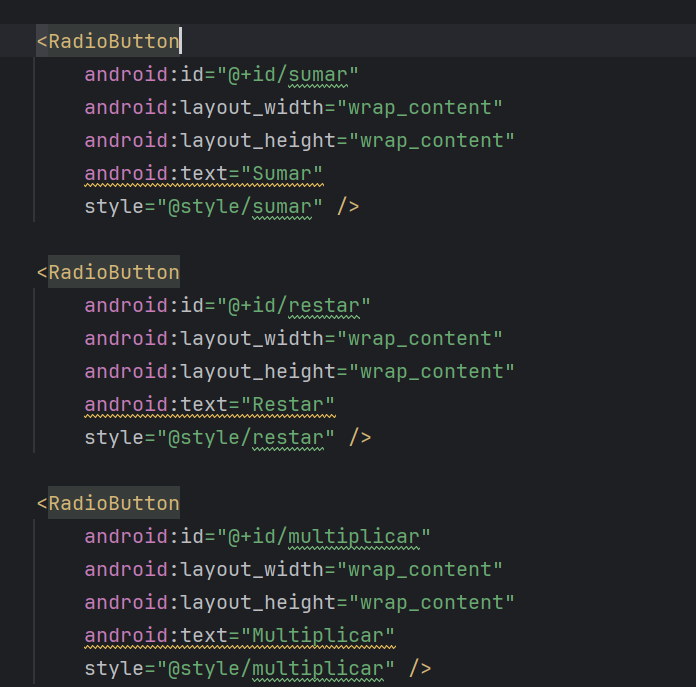 <RadioButton
android:id="@+id/sumar"
android:layout_width="wrap_content"
android:layout_height="wrap_content"
android:text="Sumar"
style="@style/sumar" />
<RadioButton
android:id="@+id/restar"
android:layout_width="wrap_content"
android:layout_height="wrap_content"
android:text="Restar"
style="@style/restar" />
<RadioButton
android:id="@+id/multiplicar"
android:layout_width="wrap_content"
android:layout_height="wrap_content"
android:text="Multiplicar"
style="@style/multiplicar" />